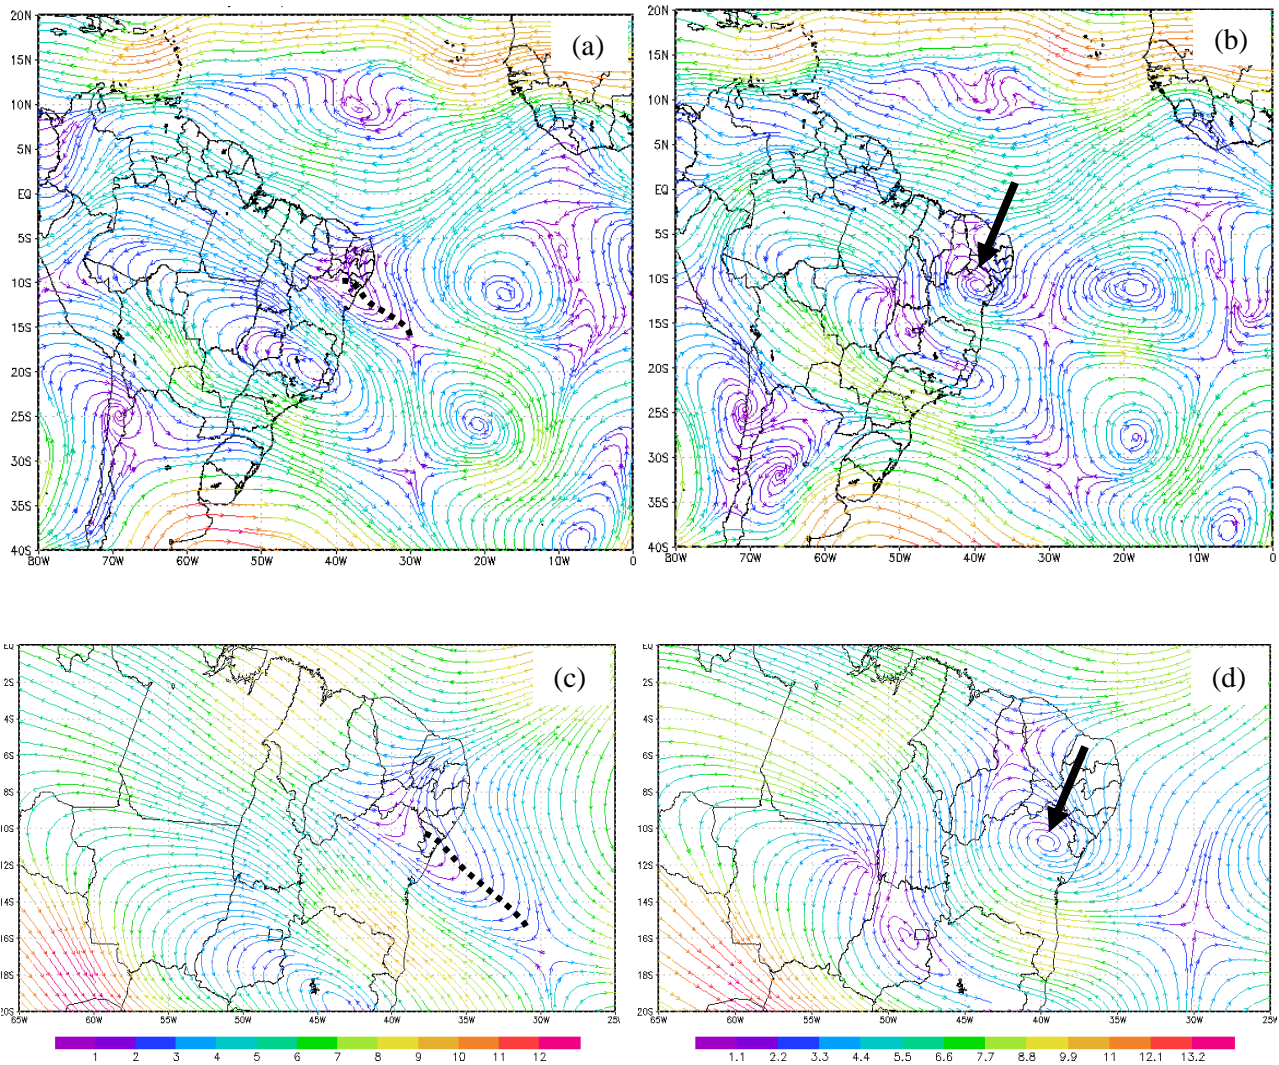 (a)
(b)
20N 20N
15N 15N
10N 10N
5N 5N
EQ EQ
5S 5S
10S 10S
15S 15S
20S 20S
25S 25S
30S 30S
35S 35S
40S 40S
80W 70W 60W 50W 40W 30W 20W 10W 0 80W 70W 60W 50W 40W 30W 20W 10W 0
(c)
(d)
EQ EQ
2S 2S
4S 4S
6S 6S
8S 8S
10S 10S
12S 12S
14S 14S
16S 16S
18S 18S
20S 20S
65W 60W 55W 50W 45W 40W 35W 30W 25W 65W 60W 55W 50W 45W 40W 35W 30W 25W
1 2 3 4 5 6 7 8 9 10 11 12 1.1 2.2 3.3 4.4 5.5 6.6 7.7 8.8 9.9 11 12.1 13.2